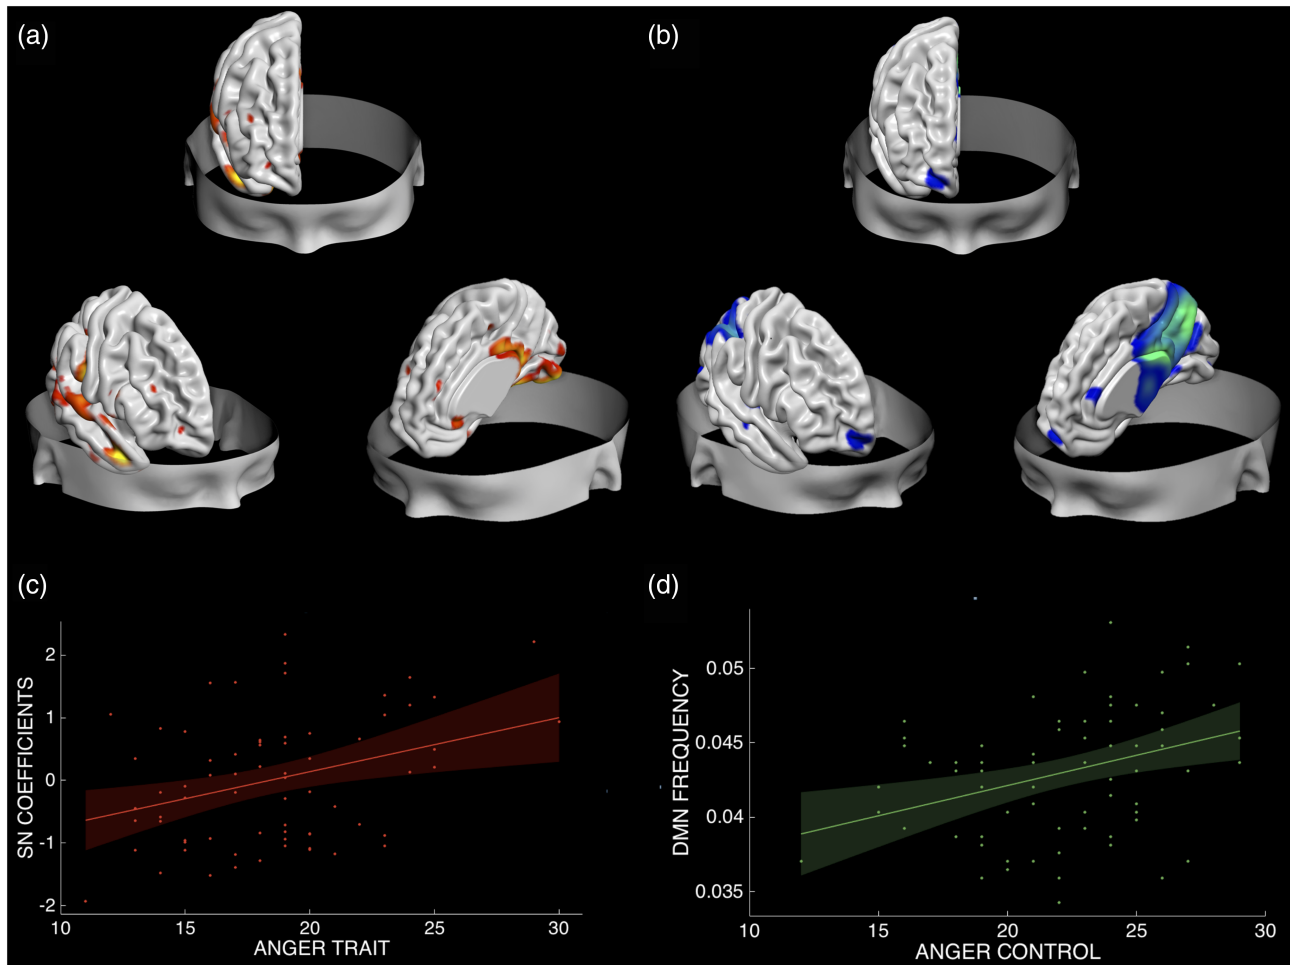 (a)
(b)
(c)
SN COEFFICIENTS
2
1
0
-1
-2
10
15
20
25
30
ANGER TRAIT
(d)
DMN FREQUENCY
0.05
0.045
0.04
0.035
10
15
20
25
30
ANGER CONTROL